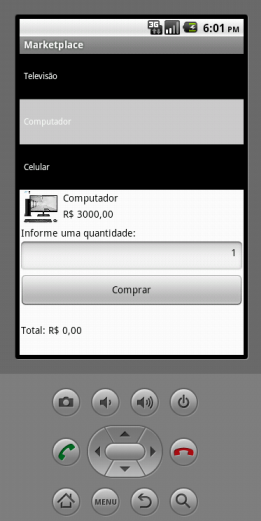 3G 6:01 PM
Marketplace
Televisão
Computador
Celular
Computador
R$ 3000,00
Informe uma quantidade:
1
Comprar
Total: R$ 0,00
MENU